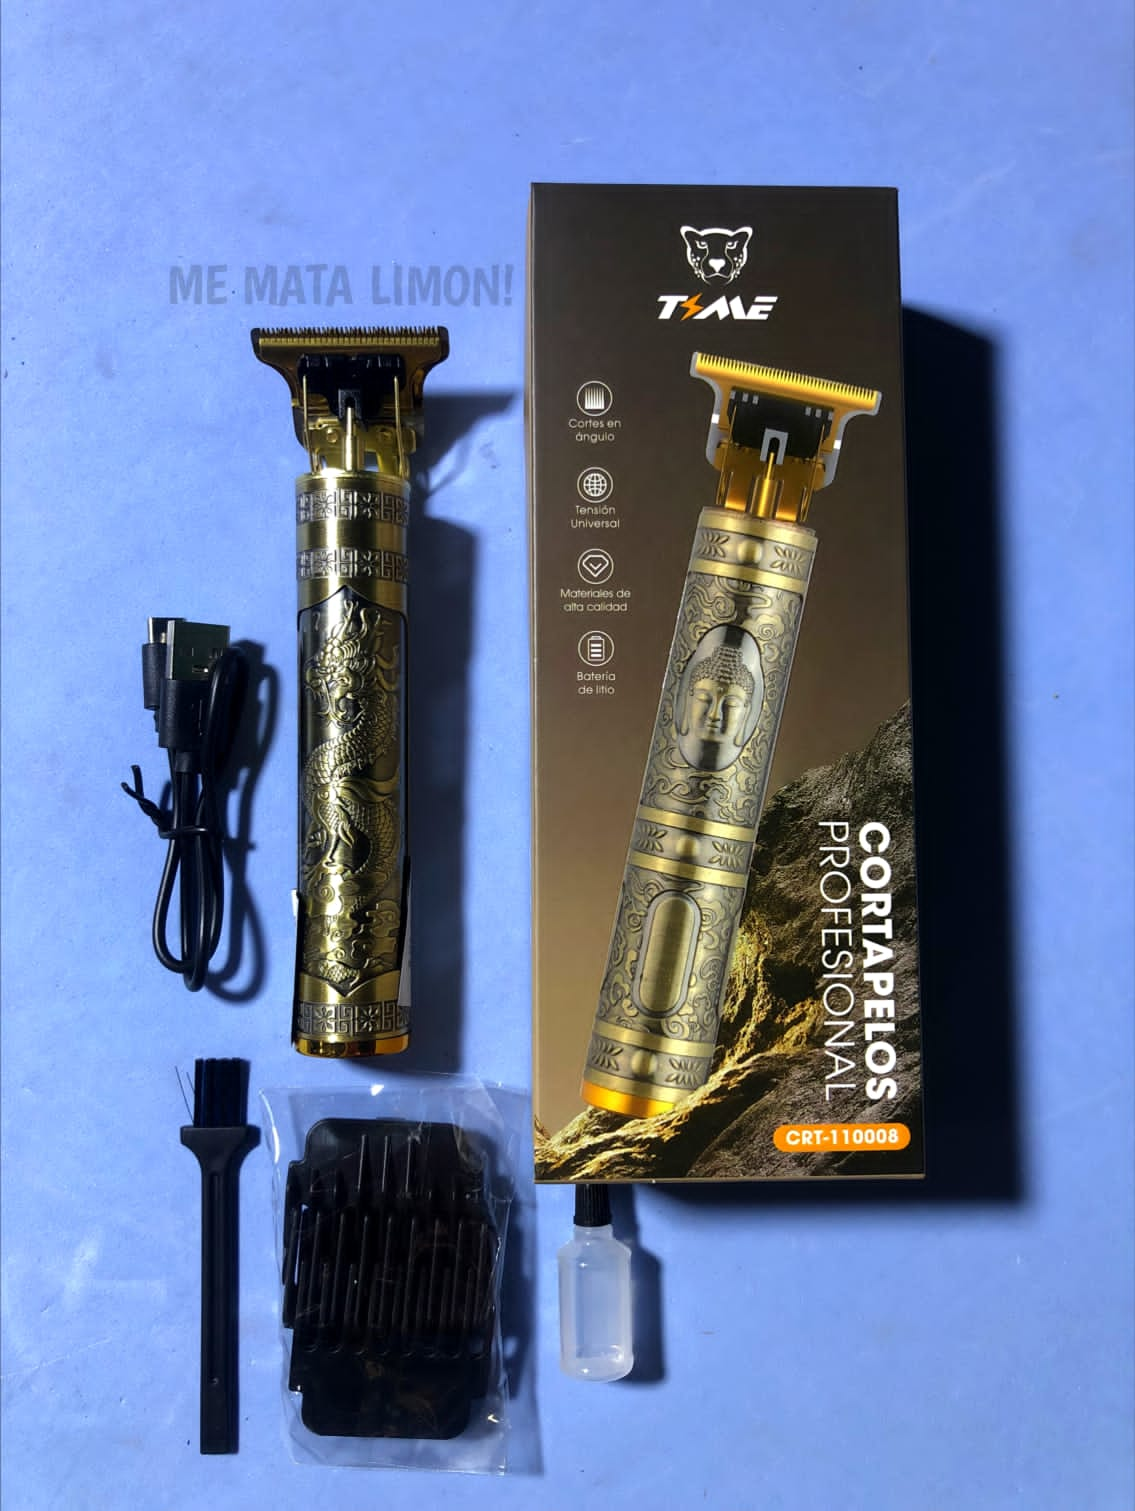 ME MATA LIMON!
TIME
Cortes en
ángulo
Tensión
Universal
Materiales de
alta calidad
Batería
de litio
CORTAPELOS
PROFESIONAL
CRT-110008